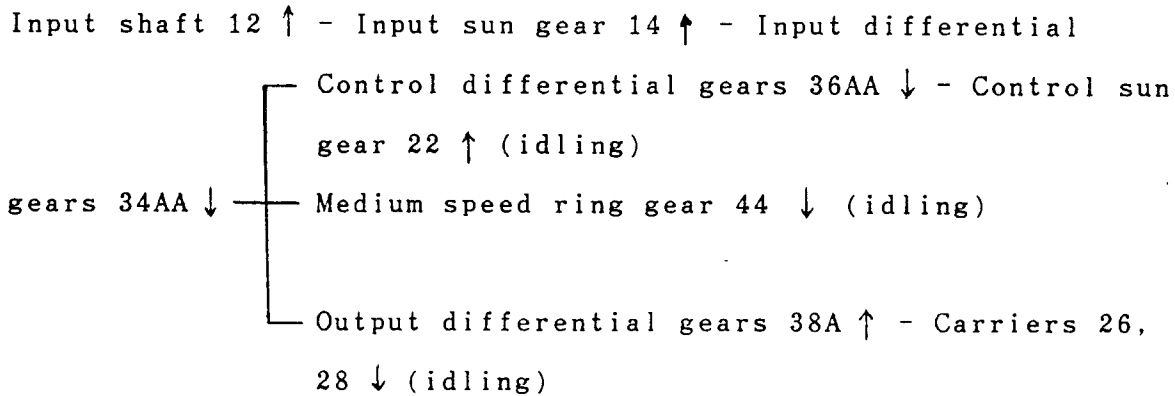 Input shaft 12 ↑ - Input sun gear 14 ↑ - Input differential
Control differential gears 36AA ↓ - Control sun
gear 22 ↑ (idling)
gears 34AA ↓ Medium speed ring gear 44 ↓ (idling)
Output differential gears 38A ↑ - Carriers 26,
28 ↓ (idling)